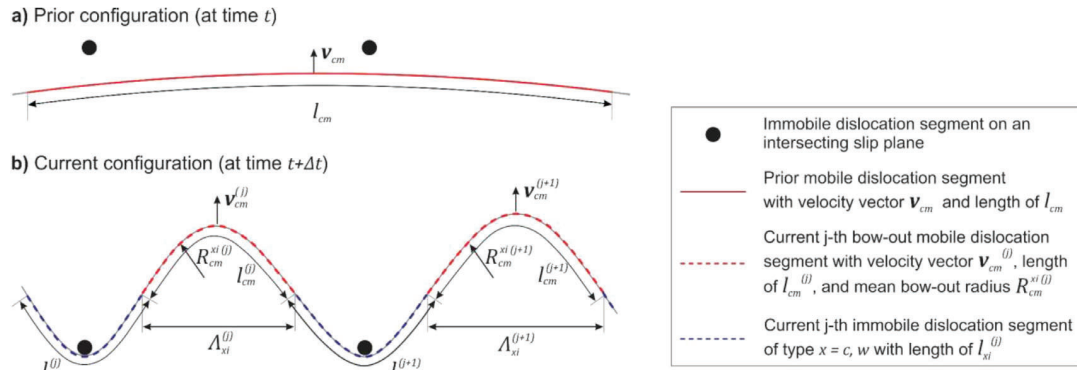 a) Prior configuration (at time t)
v_cm
l_cm
b) Current configuration (at time t+Δt)
v_cm^(j)
v_cm^(j+1)
R_cm^xi(j)
l_cm^(j)
R_cm^xi(j+1)
l_cm^(j+1)
Λ_xi^(j)
Λ_xi^(j+1)
Immobile dislocation segment on an
intersecting slip plane
Prior mobile dislocation segment
with velocity vector v_cm and length of l_cm
Current j-th bow-out mobile dislocation
segment with velocity vector v_cm^(j), length
of l_cm^(j), and mean bow-out radius R_cm^xi(j)
Current j-th immobile dislocation segment
of type x = c, w with length of l_xi^(j)